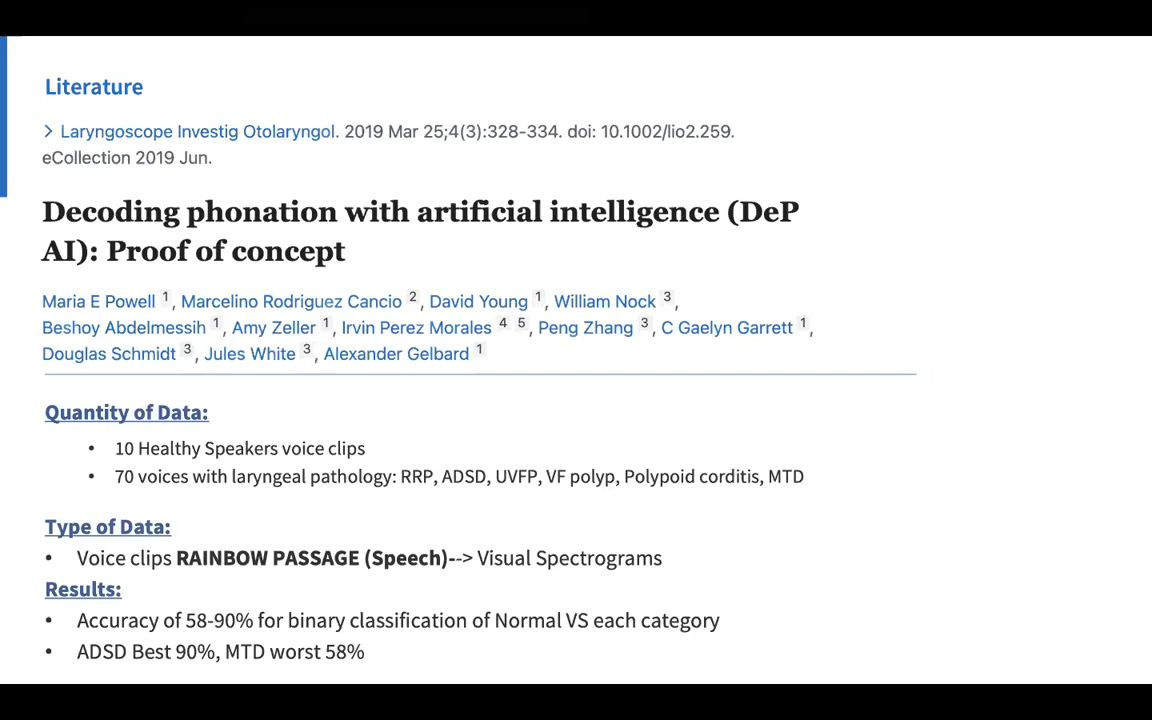 Literature
> Laryngoscope Investig Otolaryngol. 2019 Mar 25;4(3):328-334. doi: 10.1002/lio2.259.
eCollection 2019 Jun.
Decoding phonation with artificial intelligence (DeP
AI): Proof of concept
Maria E Powell 1, Marcelino Rodriguez Cancio 2, David Young 1, William Nock 3,
Beshoy Abdelmessih 1, Amy Zeller 1, Irvin Perez Morales 4 5, Peng Zhang 3, C Gaelyn Garrett 1,
Douglas Schmidt 3, Jules White 3, Alexander Gelbard 1
Quantity of Data:
• 10 Healthy Speakers voice clips
• 70 voices with laryngeal pathology: RRP, ADSD, UVFP, VF polyp, Polypoid corditis, MTD
Type of Data:
• Voice clips RAINBOW PASSAGE (Speech)--> Visual Spectrograms
Results:
• Accuracy of 58-90% for binary classification of Normal VS each category
• ADSD Best 90%, MTD worst 58%